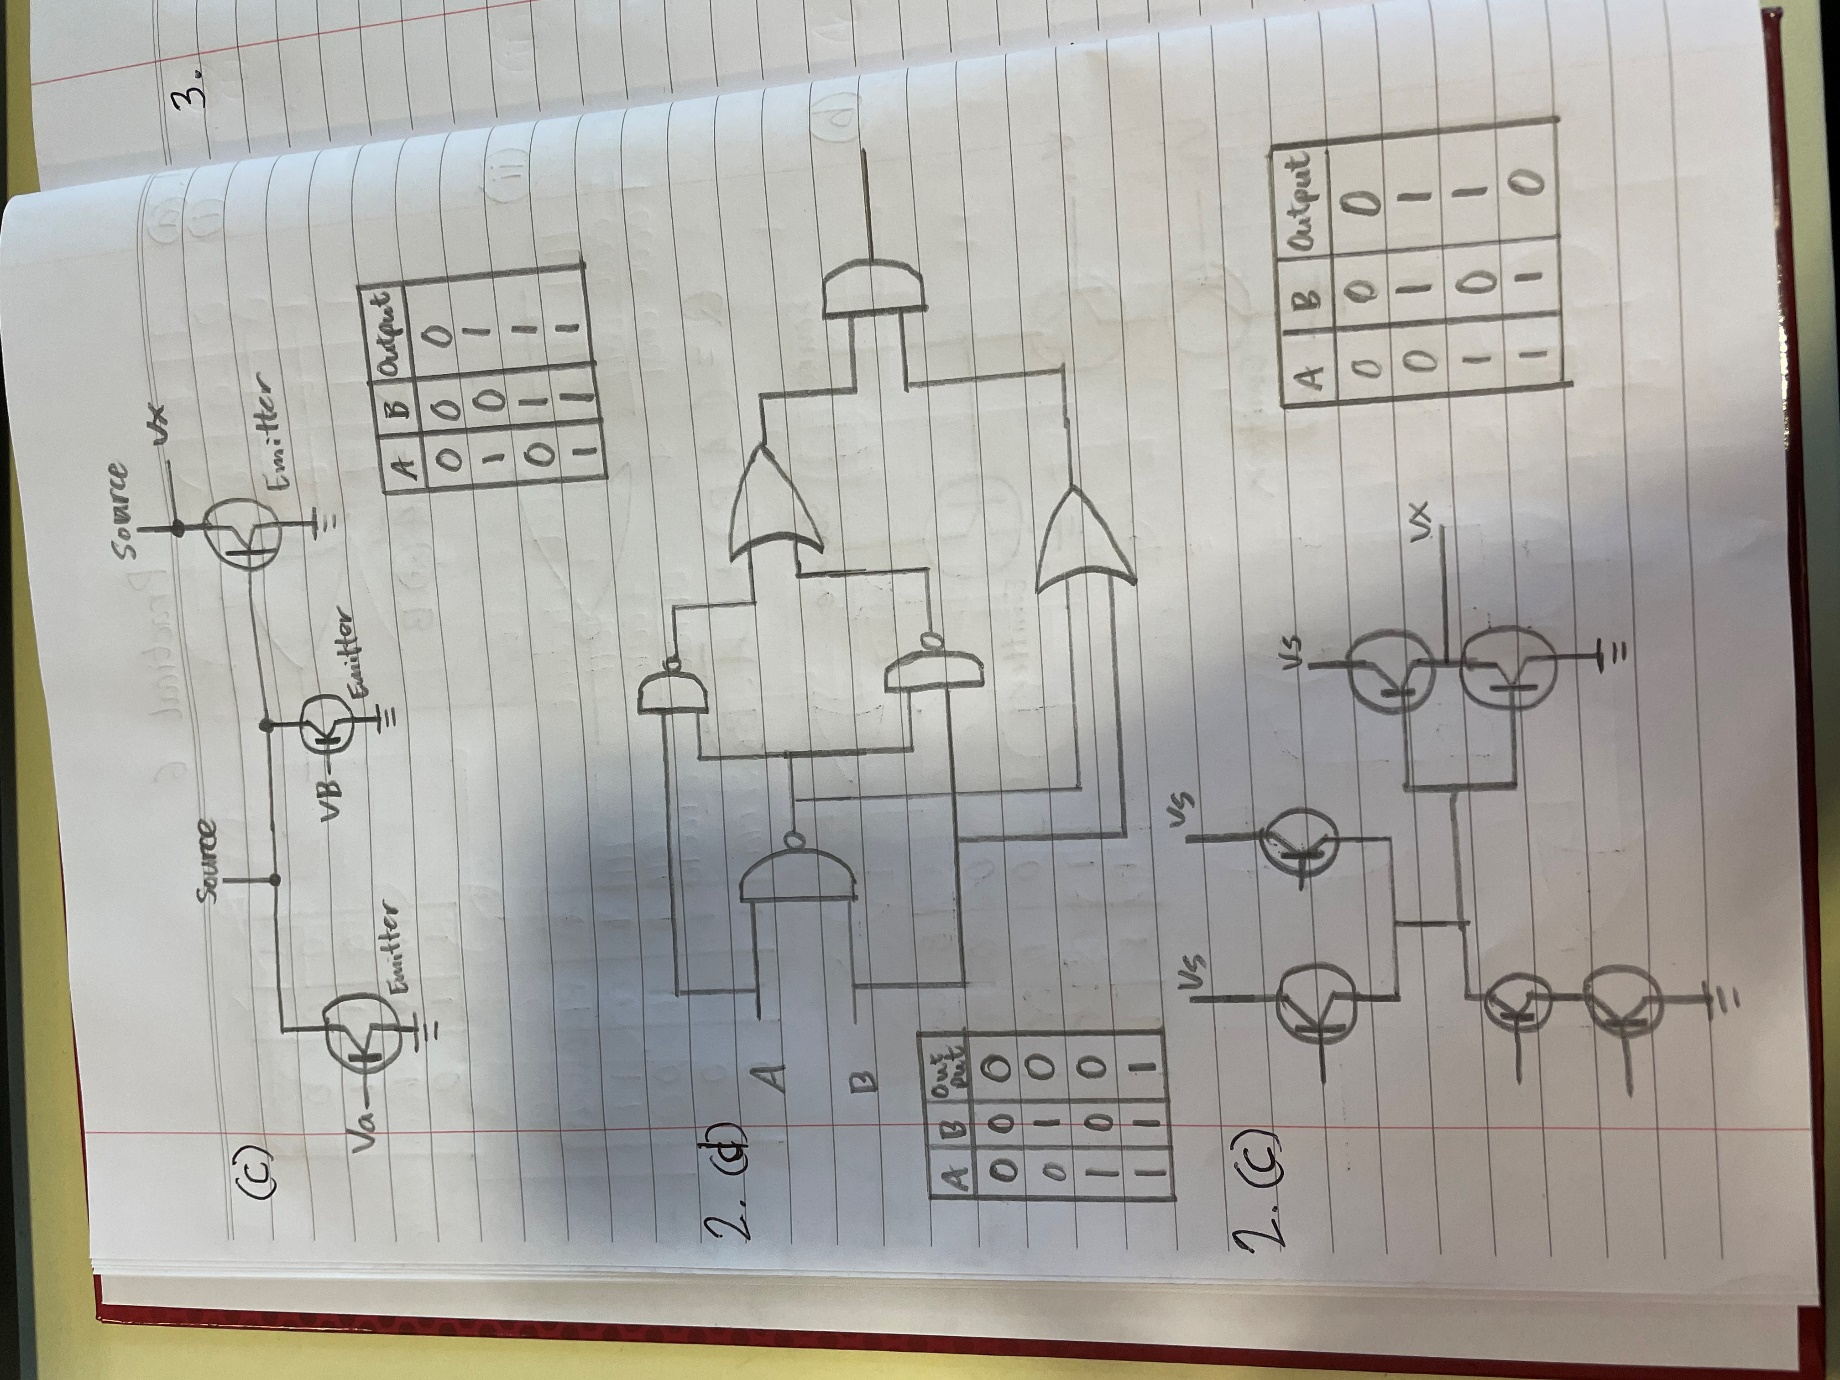 3.
Source
Vx
Source
(c)
Emitter
VB
Emitter
Va
Emitter
A B Output
0 0 0
1 0 1
0 1 1
1 1 1
2. (d)
A
B
A B Out put
0 0 0
0 1 0
1 0 0
1 1 1
2. (c)
Vs
Vs
Vs
Vx
A B Output
0 0 0
0 1 1
1 0 1
1 1 0